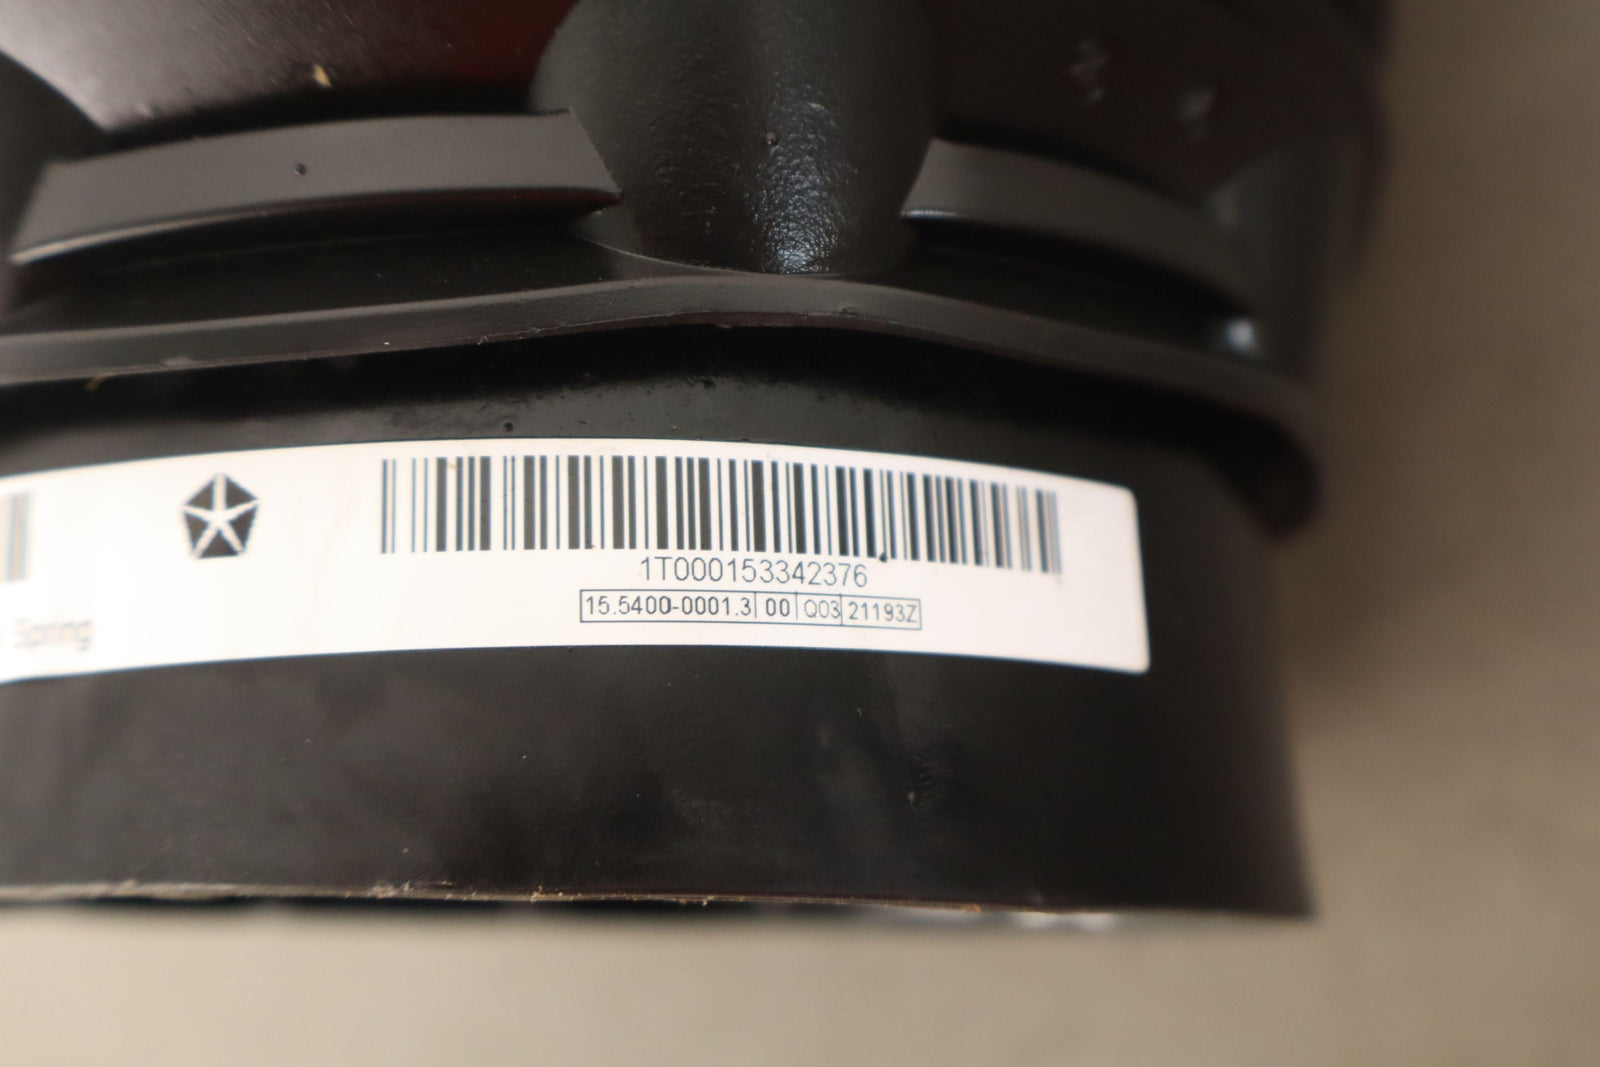 1T000153342376
15.5400-0001.3 00 Q03 21193Z
Spring